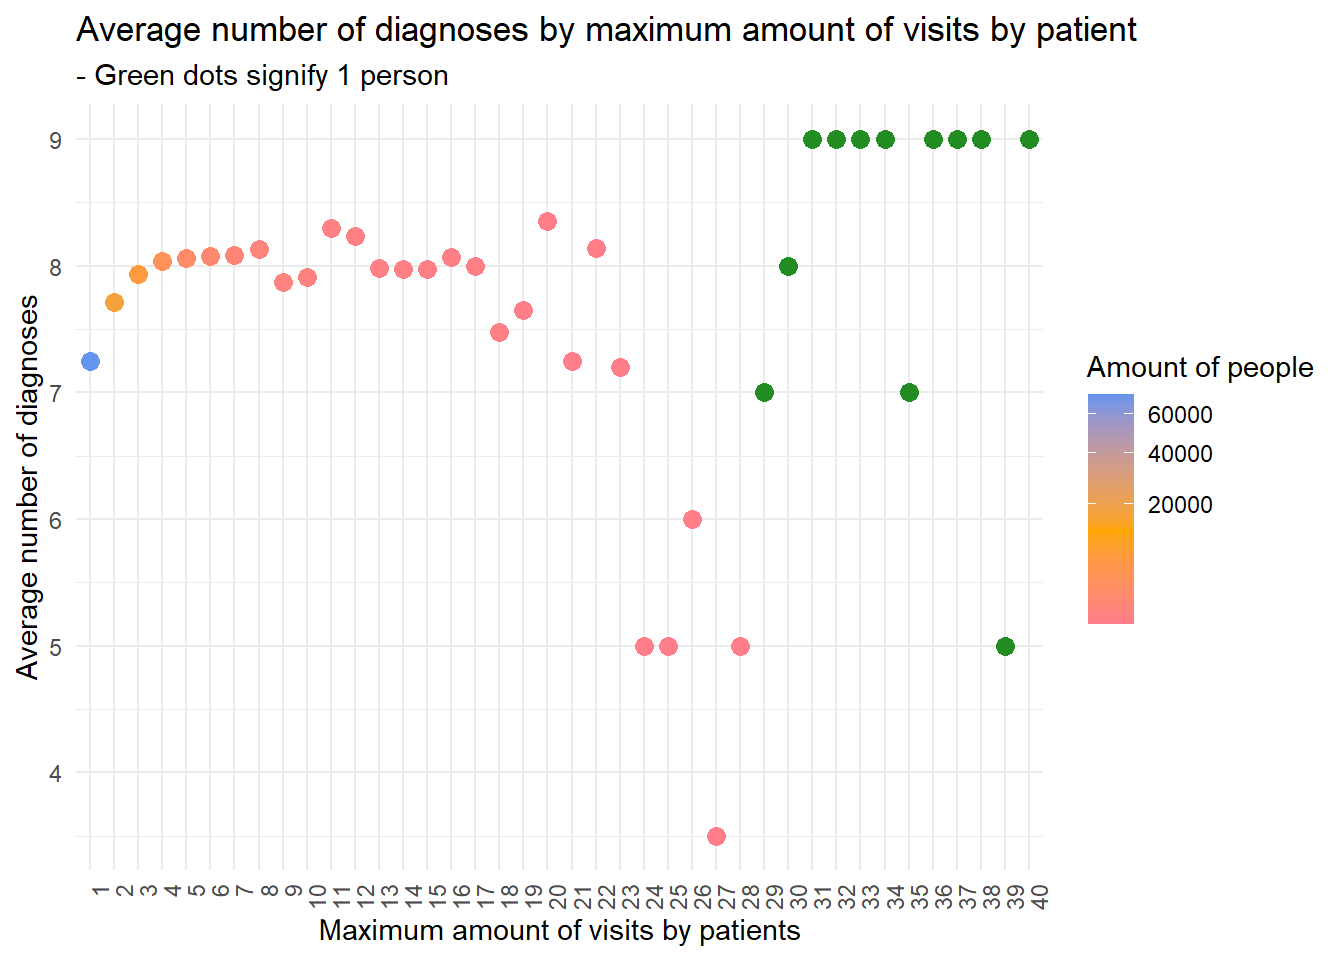 Average number of diagnoses by maximum amount of visits by patient
- Green dots signify 1 person
Average number of diagnoses
9
8
7
6
5
4
1 2 3 4 5 6 7 8 9 10 11 12 13 14 15 16 17 18 19 20 21 22 23 24 25 26 27 28 29 30 31 32 33 34 35 36 37 38 39 40
Maximum amount of visits by patients
Amount of people
60000
40000
20000